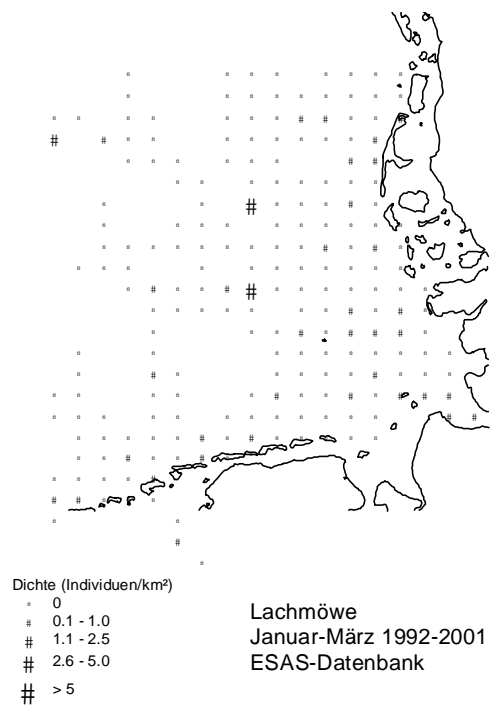 Dichte (Individuen/km²)
0
0.1 - 1.0
1.1 - 2.5
2.6 - 5.0
> 5
Lachmöwe
Januar-März 1992-2001
ESAS-Datenbank